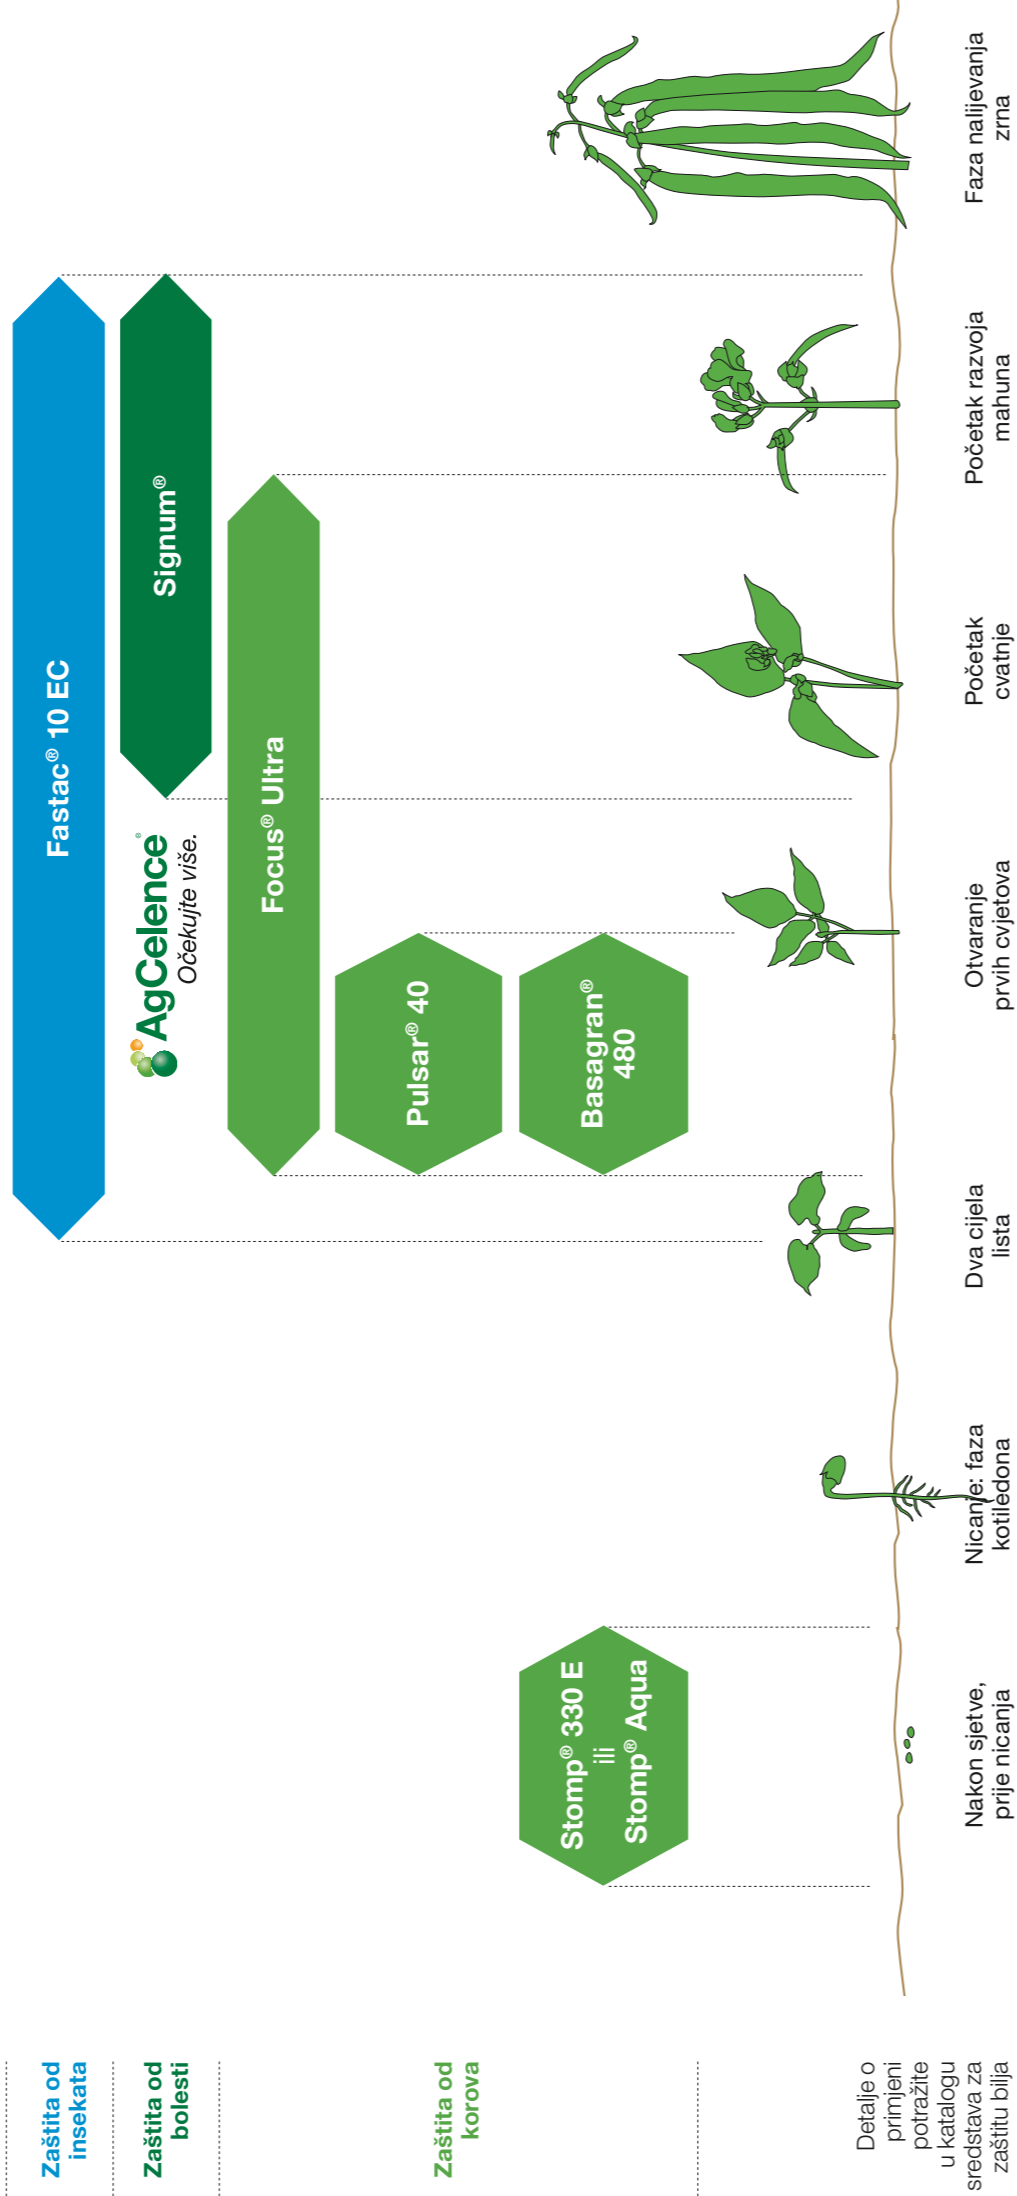 Zaštita od
insekata
Fastac® 10 EC
Zaštita od
bolesti
AgCelence®
Očekujte više.
Signum®
Zaštita od
korova
Focus® Ultra
Pulsar® 40
Stomp® 330 E
ili
Stomp® Aqua
Basagran®
480
Detalje o
primjeni
potražite
u katalogu
sredstava za
zaštitu bilja
Nakon sjetve,
prije nicanja
Nicanje: faza
kotiledona
Dva cijela
lista
Otvaranje
prvih cvjetova
Početak
cvatnje
Početak razvoja
mahuna
Faza nalijevanja
zrna